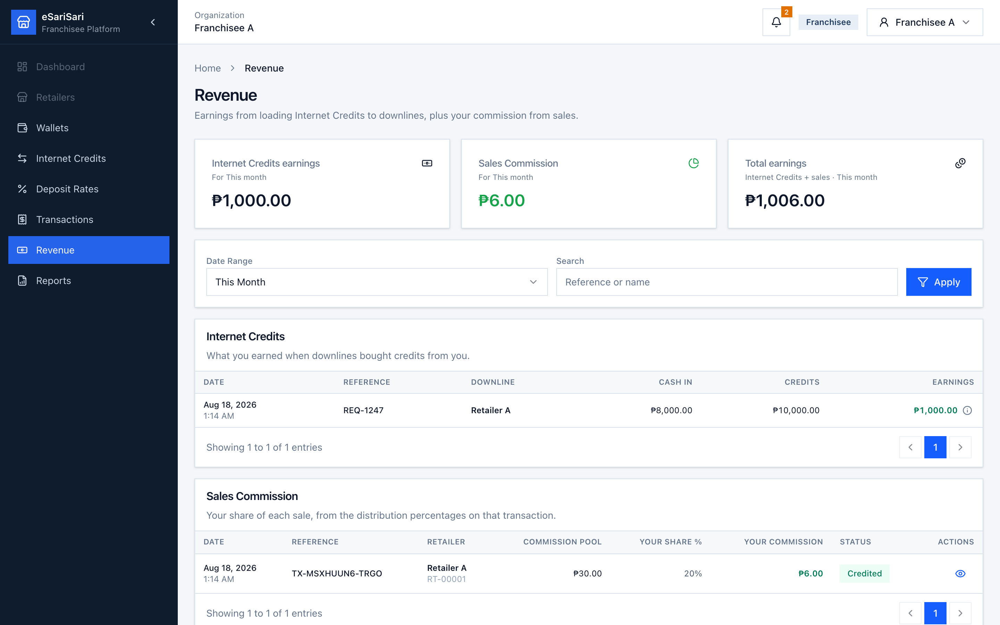 eSariSari
Franchisee Platform
Dashboard
Retailers
Wallets
Internet Credits
Deposit Rates
Transactions
Revenue
Reports
Organization
Franchisee A
2
Franchisee
Franchisee A
Home > Revenue
Revenue
Earnings from loading Internet Credits to downlines, plus your commission from sales.
Internet Credits earnings
For This month
₱1,000.00
Sales Commission
For This month
₱6.00
Total earnings
Internet Credits + sales · This month
₱1,006.00
Date Range
This Month
Search
Reference or name
Apply
Internet Credits
What you earned when downlines bought credits from you.
DATE REFERENCE DOWNLINE CASH IN CREDITS EARNINGS
Aug 18, 2026
1:14 AM
REQ-1247 Retailer A ₱8,000.00 ₱10,000.00 ₱1,000.00
Showing 1 to 1 of 1 entries
1
Sales Commission
Your share of each sale, from the distribution percentages on that transaction.
DATE REFERENCE RETAILER COMMISSION POOL YOUR SHARE % YOUR COMMISSION STATUS ACTIONS
Aug 18, 2026
1:14 AM
TX-MSXHUUN6-TRGO
Retailer A
RT-00001
₱30.00 20% ₱6.00 Credited
Showing 1 to 1 of 1 entries
1